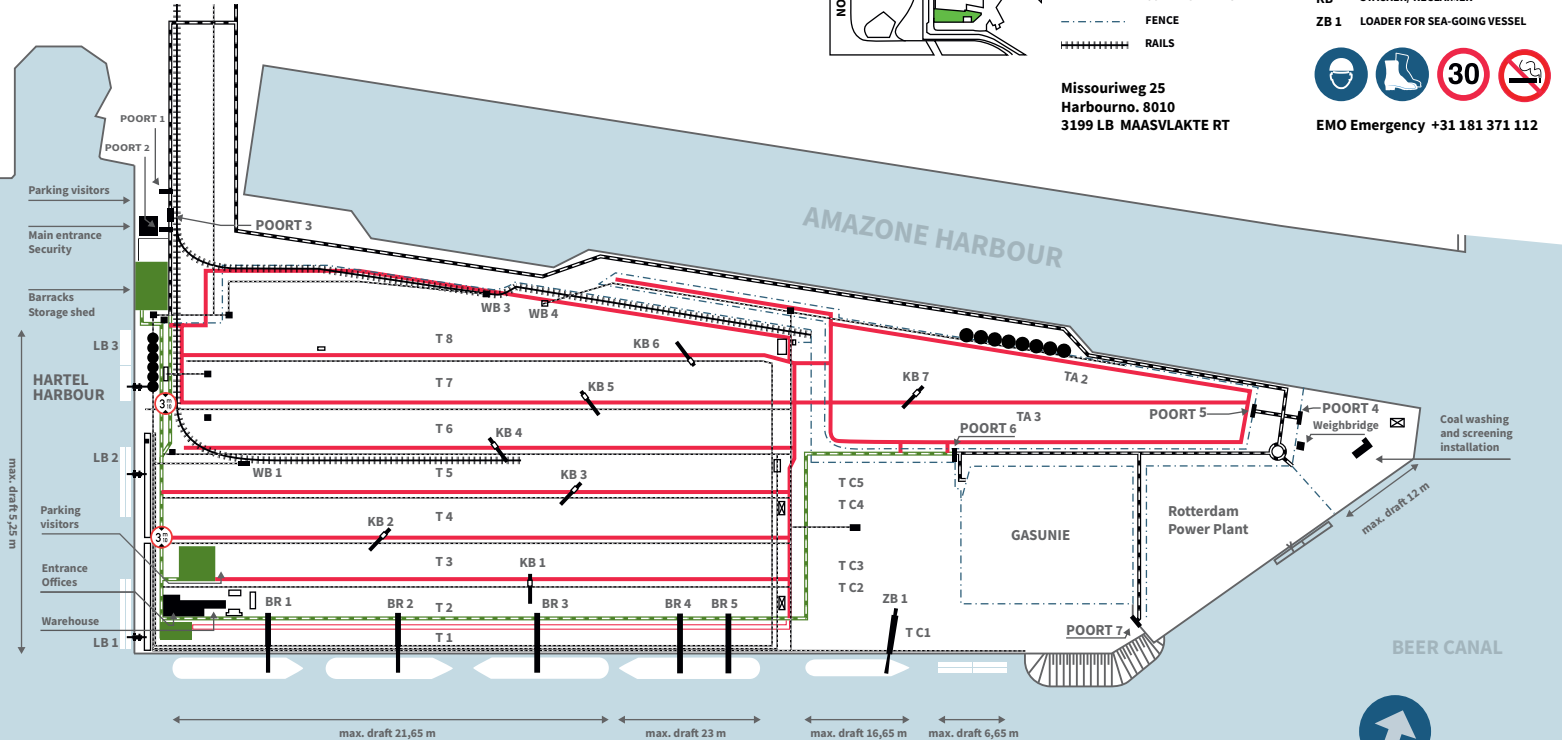 FENCE
RAILS
ZB 1 LOADER FOR SEA-GOING VESSEL
30
Missouriweg 25
Harbourno. 8010
3199 LB MAASVLAKTE RT
EMO Emergency +31 181 371 112
NO
POORT 1
POORT 2
Parking visitors
Main entrance
Security
POORT 3
Barracks
Storage shed
AMAZONE HARBOUR
WB 3
WB 4
LB 3
HARTEL
HARBOUR
T 8
KB 6
T 7
KB 5
KB 7
TA 2
TA 3
POORT 5
POORT 4
Weighbridge
POORT 6
Coal washing
and screening
installation
T 6
KB 4
LB 2
WB 1
T 5
KB 3
T C5
T C4
max. draft 5,25 m
max. draft 12 m
Parking
visitors
KB 2
T 4
GASUNIE
Rotterdam
Power Plant
Entrance
Offices
T 3
KB 1
T C3
T C2
Warehouse
BR 1
BR 2
T 2
BR 3
BR 4
BR 5
ZB 1
LB 1
T 1
T C1
POORT 7
BEER CANAL
max. draft 21,65 m
max. draft 23 m
max. draft 16,65 m
max. draft 6,65 m